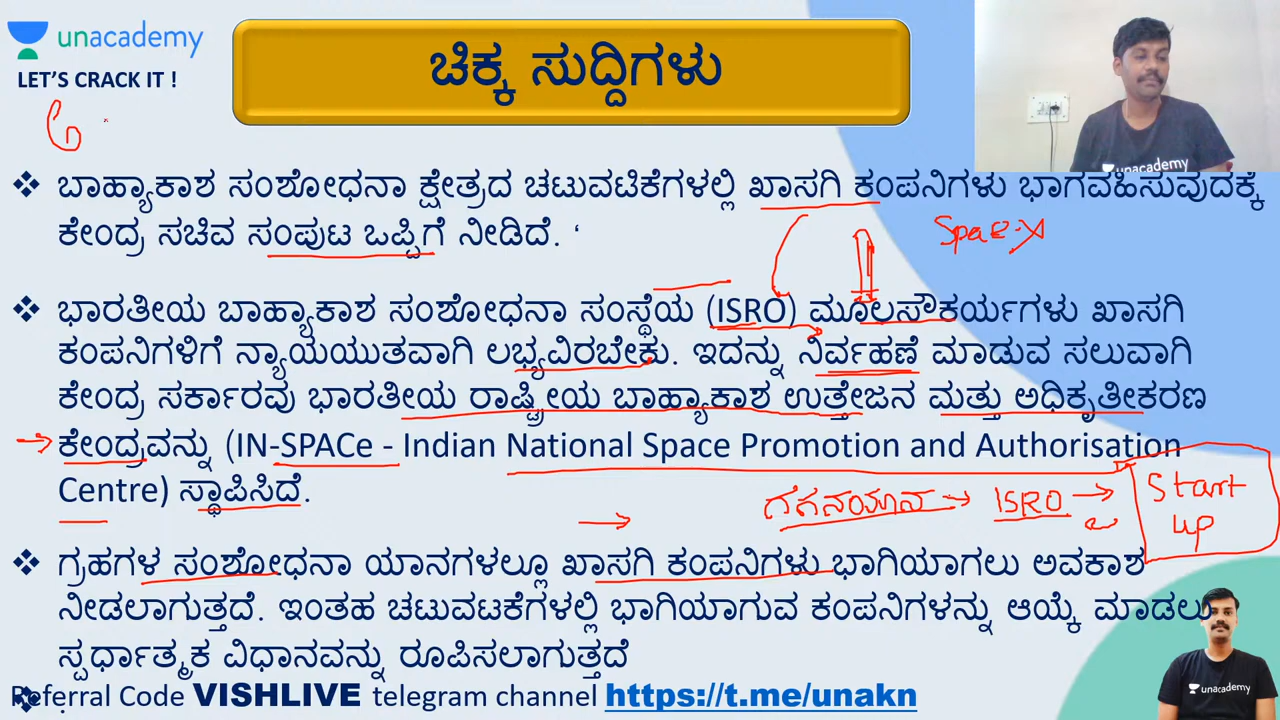 unacademy
LET'S CRACK IT !
ಚಿಕ್ಕ ಸುದ್ದಿಗಳು
unacademy
❖ ಬಾಹ್ಯಾಕಾಶ ಸಂಶೋಧನಾ ಕ್ಷೇತ್ರದ ಚಟುವಟಿಕೆಗಳಲ್ಲಿ ಖಾಸಗಿ ಕಂಪನಿಗಳು ಭಾಗವಹಿಸುವುದಕ್ಕೆ
ಕೇಂದ್ರ ಸಚಿವ ಸಂಪುಟ ಒಪ್ಪಿಗೆ ನೀಡಿದೆ. ‘
Space X
❖ ಭಾರತೀಯ ಬಾಹ್ಯಾಕಾಶ ಸಂಶೋಧನಾ ಸಂಸ್ಥೆಯ (ISRO) ಮೂಲಸೌಕರ್ಯಗಳು ಖಾಸಗಿ
ಕಂಪನಿಗಳಿಗೆ ನ್ಯಾಯಯುತವಾಗಿ ಲಭ್ಯವಿರಬೇಕು. ಇದನ್ನು ನಿರ್ವಹಣೆ ಮಾಡುವ ಸಲುವಾಗಿ
ಕೇಂದ್ರ ಸರ್ಕಾರವು ಭಾರತೀಯ ರಾಷ್ಟ್ರೀಯ ಬಾಹ್ಯಾಕಾಶ ಉತ್ತೇಜನ ಮತ್ತು ಅಧಿಕೃತೀಕರಣ
ಕೇಂದ್ರವನ್ನು (IN-SPACe - Indian National Space Promotion and Authorisation
Centre) ಸ್ಥಾಪಿಸಿದೆ.
ಗಗನಯಾನ → ISRO → Start
up
❖ ಗ್ರಹಗಳ ಸಂಶೋಧನಾ ಯಾನಗಳಲ್ಲೂ ಖಾಸಗಿ ಕಂಪನಿಗಳು ಭಾಗಿಯಾಗಲು ಅವಕಾಶ
ನೀಡಲಾಗುತ್ತದೆ. ಇಂತಹ ಚಟುವಟಕೆಗಳಲ್ಲಿ ಭಾಗಿಯಾಗುವ ಕಂಪನಿಗಳನ್ನು ಆಯ್ಕೆ ಮಾಡಲು
ಸ್ಪರ್ಧಾತ್ಮಕ ವಿಧಾನವನ್ನು ರೂಪಿಸಲಾಗುತ್ತದೆ
unacademy
Referral Code VISHLIVE telegram channel https://t.me/unakn